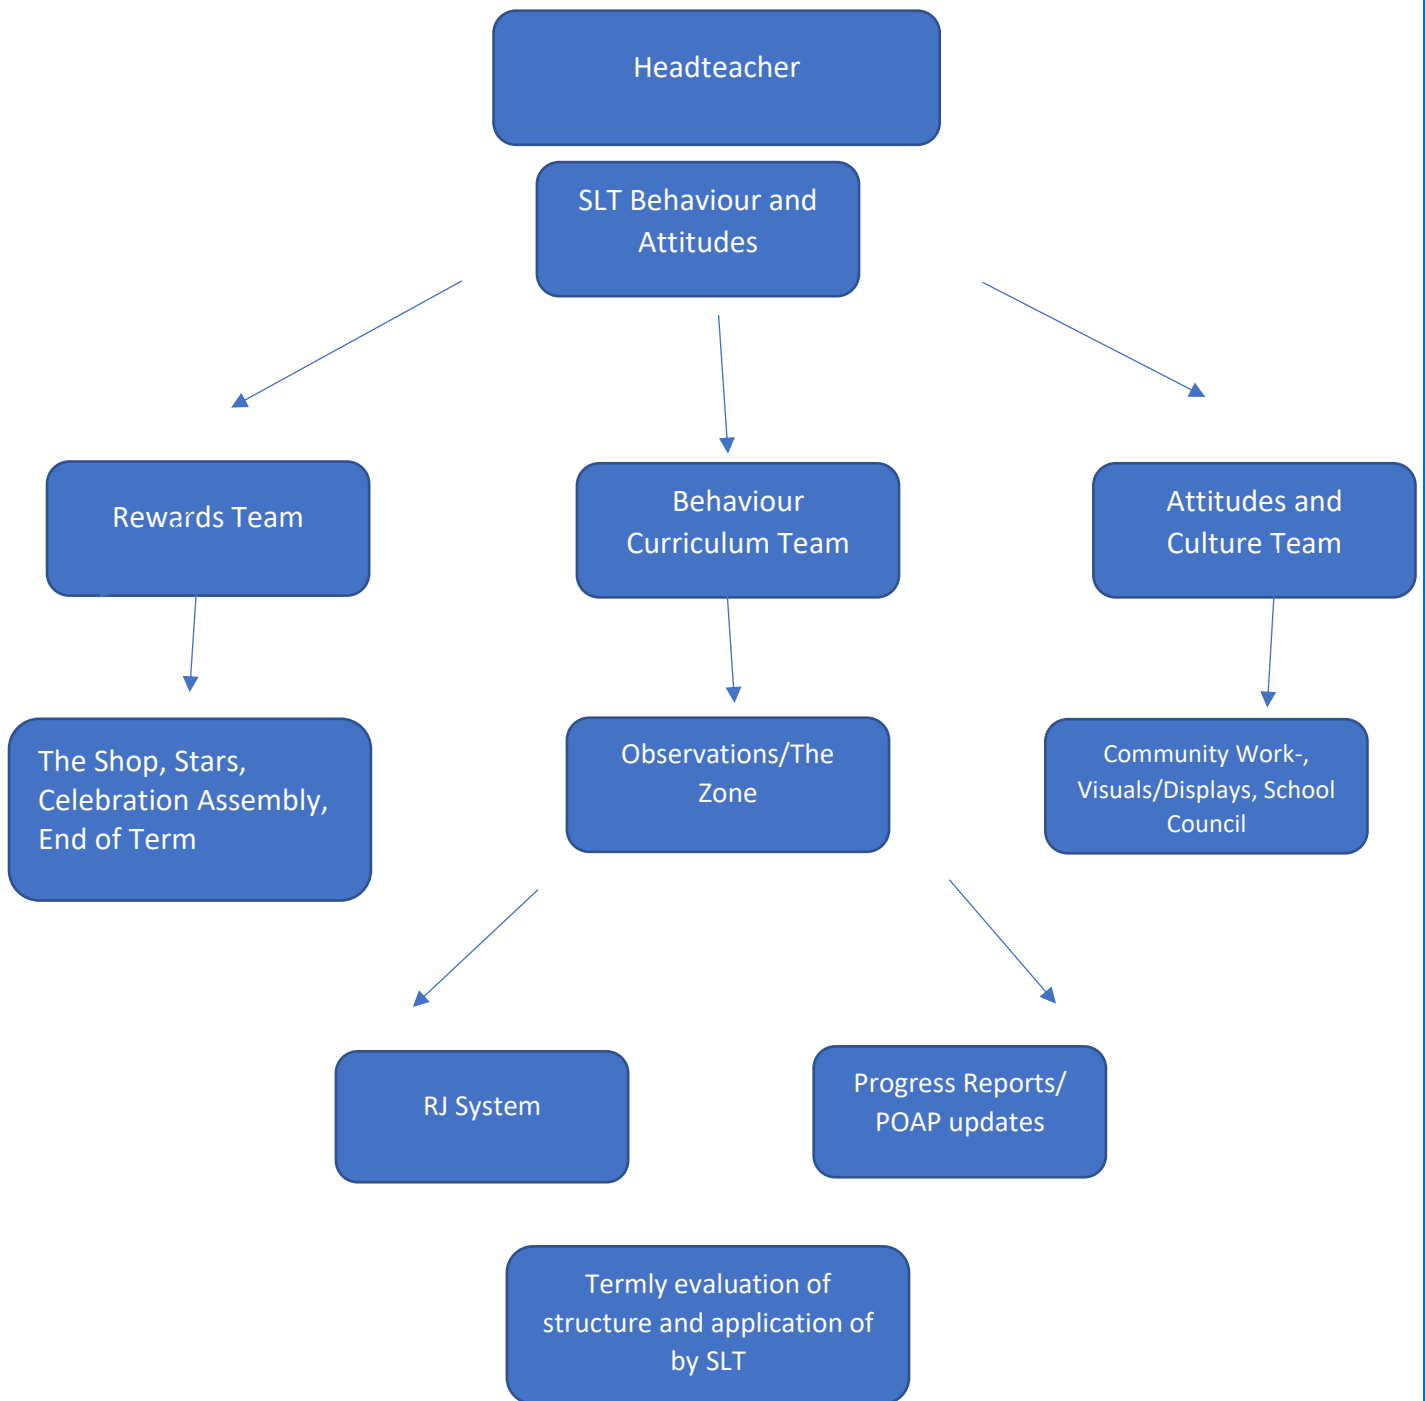 Headteacher
SLT Behaviour and
Attitudes
Rewards Team
Behaviour
Curriculum Team
Attitudes and
Culture Team
The Shop, Stars,
Celebration Assembly,
End of Term
Observations/The
Zone
Community Work-,
Visuals/Displays, School
Council
RJ System
Progress Reports/
POAP updates
Termly evaluation of
structure and application of
by SLT